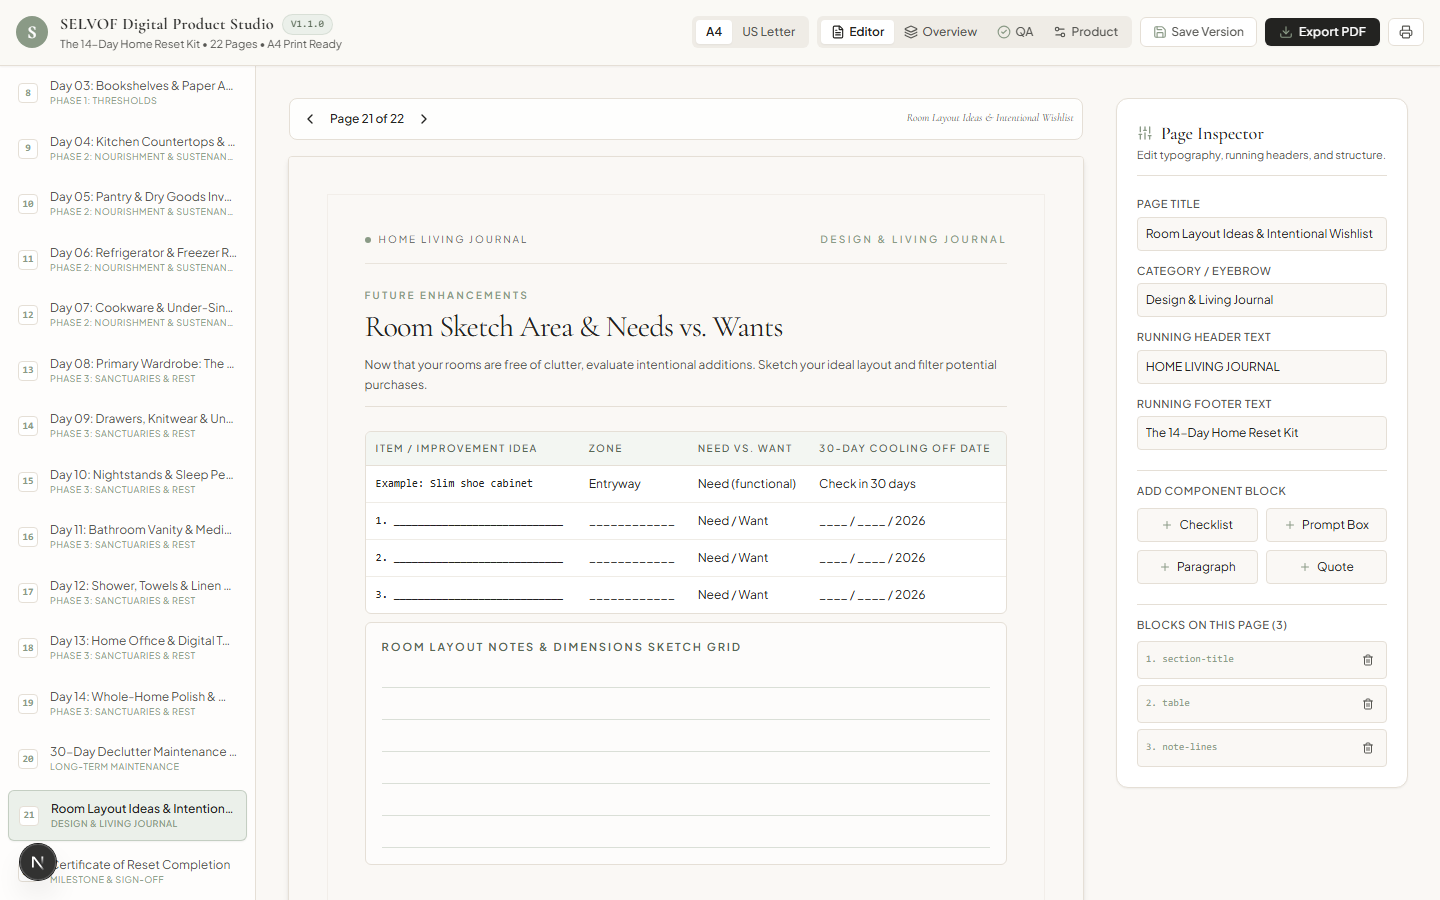 S
SELVOF Digital Product Studio
V1.1.0
The 14–Day Home Reset Kit • 22 Pages • A4 Print Ready
A4
US Letter
Editor
Overview
QA
Product
Save Version
Export PDF
8
Day 03: Bookshelves & Paper A...
PHASE 1: THRESHOLDS
9
Day 04: Kitchen Countertops & ...
PHASE 2: NOURISHMENT & SUSTENAN...
10
Day 05: Pantry & Dry Goods Inv...
PHASE 2: NOURISHMENT & SUSTENAN...
11
Day 06: Refrigerator & Freezer R...
PHASE 2: NOURISHMENT & SUSTENAN...
12
Day 07: Cookware & Under-Sin...
PHASE 2: NOURISHMENT & SUSTENAN...
13
Day 08: Primary Wardrobe: The ...
PHASE 3: SANCTUARIES & REST
14
Day 09: Drawers, Knitwear & Un...
PHASE 3: SANCTUARIES & REST
15
Day 10: Nightstands & Sleep Pe...
PHASE 3: SANCTUARIES & REST
16
Day 11: Bathroom Vanity & Medi...
PHASE 3: SANCTUARIES & REST
17
Day 12: Shower, Towels & Linen ...
PHASE 3: SANCTUARIES & REST
18
Day 13: Home Office & Digital T...
PHASE 3: SANCTUARIES & REST
19
Day 14: Whole-Home Polish & ...
PHASE 3: SANCTUARIES & REST
20
30–Day Declutter Maintenance ...
LONG-TERM MAINTENANCE
21
Room Layout Ideas & Intention...
DESIGN & LIVING JOURNAL
N
Certificate of Reset Completion
MILESTONE & SIGN-OFF
Page 21 of 22
Room Layout Ideas & Intentional Wishlist
HOME LIVING JOURNAL
DESIGN & LIVING JOURNAL
FUTURE ENHANCEMENTS
Room Sketch Area & Needs vs. Wants
Now that your rooms are free of clutter, evaluate intentional additions. Sketch your ideal layout and filter potential
purchases.
ITEM / IMPROVEMENT IDEA ZONE NEED VS. WANT 30-DAY COOLING OFF DATE
Example: Slim shoe cabinet Entryway Need (functional) Check in 30 days
1. __________________________ ____________ Need / Want ____ / ____ / 2026
2. __________________________ ____________ Need / Want ____ / ____ / 2026
3. __________________________ ____________ Need / Want ____ / ____ / 2026
ROOM LAYOUT NOTES & DIMENSIONS SKETCH GRID
Page Inspector
Edit typography, running headers, and structure.
PAGE TITLE
Room Layout Ideas & Intentional Wishlist
CATEGORY / EYEBROW
Design & Living Journal
RUNNING HEADER TEXT
HOME LIVING JOURNAL
RUNNING FOOTER TEXT
The 14–Day Home Reset Kit
ADD COMPONENT BLOCK
+ Checklist
+ Prompt Box
+ Paragraph
+ Quote
BLOCKS ON THIS PAGE (3)
1. section-title
2. table
3. note-lines